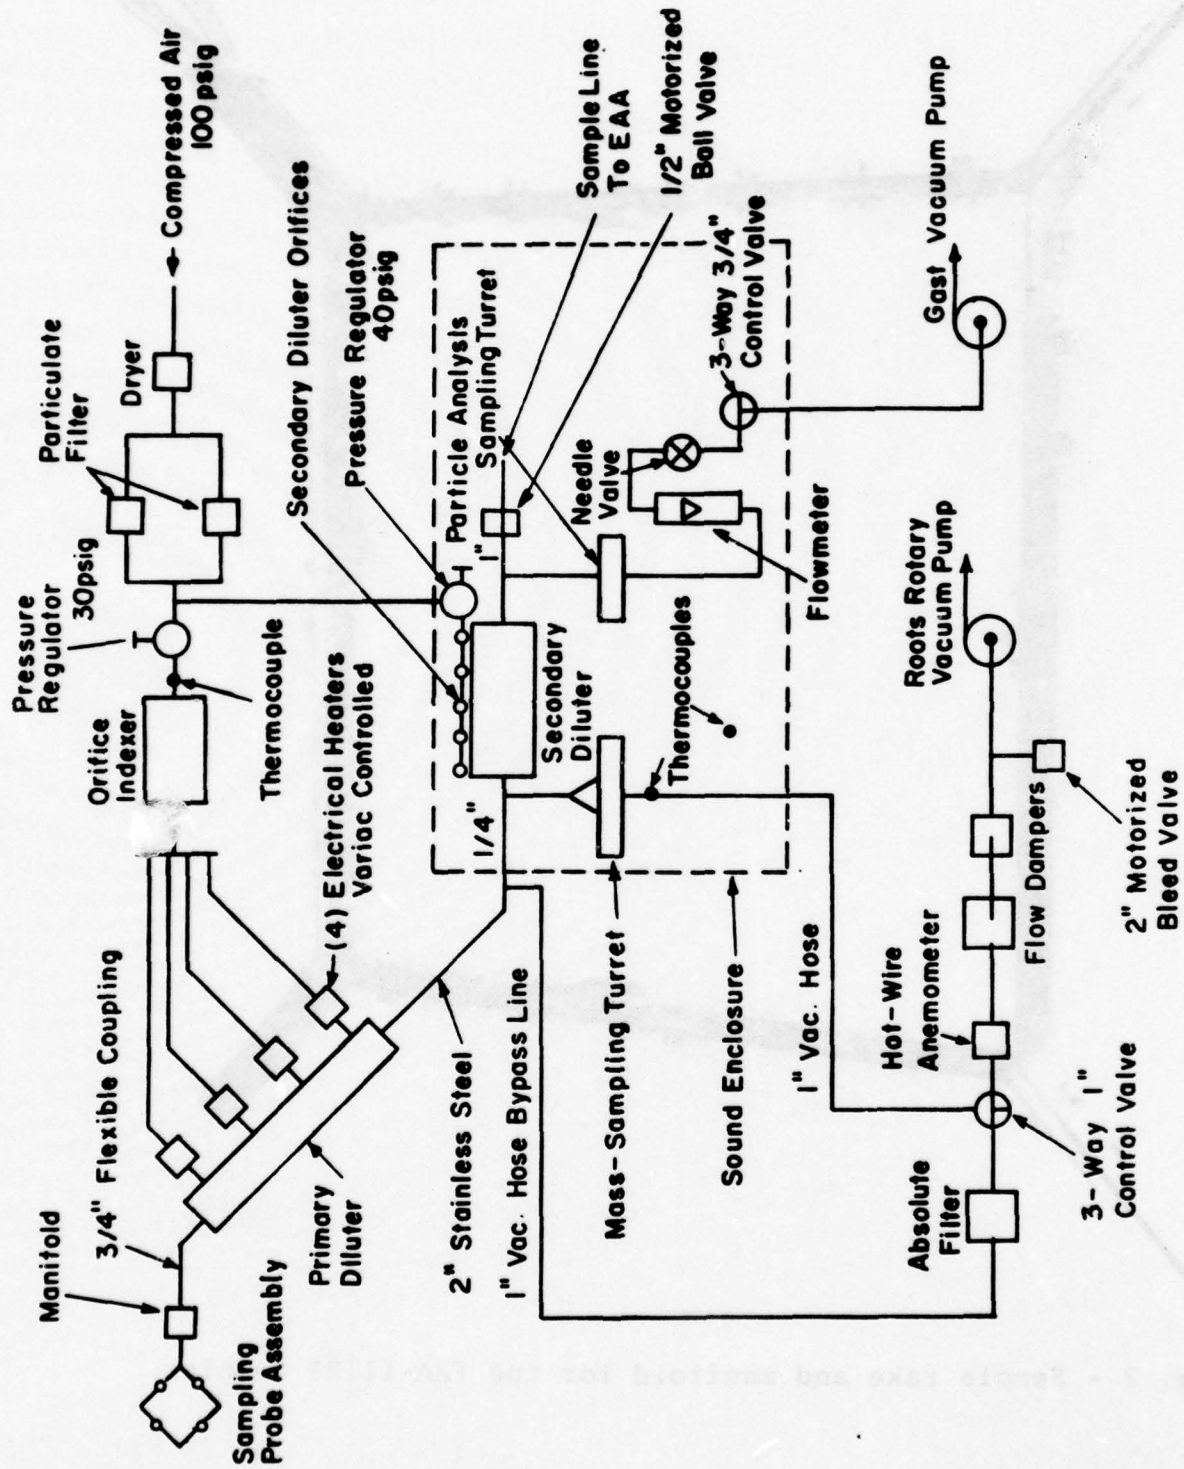 Compressed Air
100psig
Particulate
Filter
Dryer
Pressure
Regulator
30psig
Orifice
Indexer
Thermocouple
Secondary Diluter Orifices
Pressure Regulator
40psig
(4) Electrical Heaters
Variac Controlled
3/4" Flexible Coupling
Manifold
Sampling
Probe Assembly
Primary
Diluter
2" Stainless Steel
1" Vac. Hose Bypass Line
1/4"
Secondary
Diluter
1"
Particle Analysis
Sampling Turret
Sample Line
To EAA
1/2" Motorized
Ball Valve
Needle
Valve
3-Way 3/4"
Control Valve
Flowmeter
Thermocouples
Mass-Sampling Turret
Sound Enclosure
1" Vac. Hose
Gast Vacuum Pump
Roots Rotary
Vacuum Pump
Hot-Wire
Anemometer
Flow Dampers
2" Motorized
Bleed Valve
Absolute
Filter
3-Way 1"
Control Valve